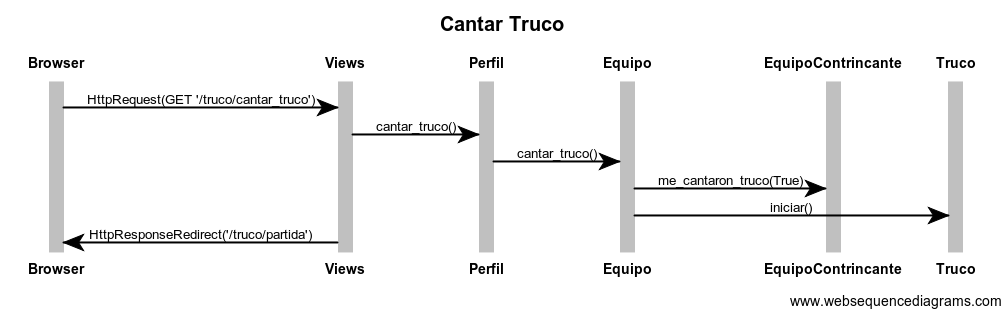 Cantar Truco
Browser Views Perfil Equipo EquipoContrincante Truco
HttpRequest(GET '/truco/cantar_truco')
cantar_truco()
cantar_truco()
me_cantaron_truco(True)
iniciar()
HttpResponseRedirect('/truco/partida')
Browser Views Perfil Equipo EquipoContrincante Truco
www.websequencediagrams.com